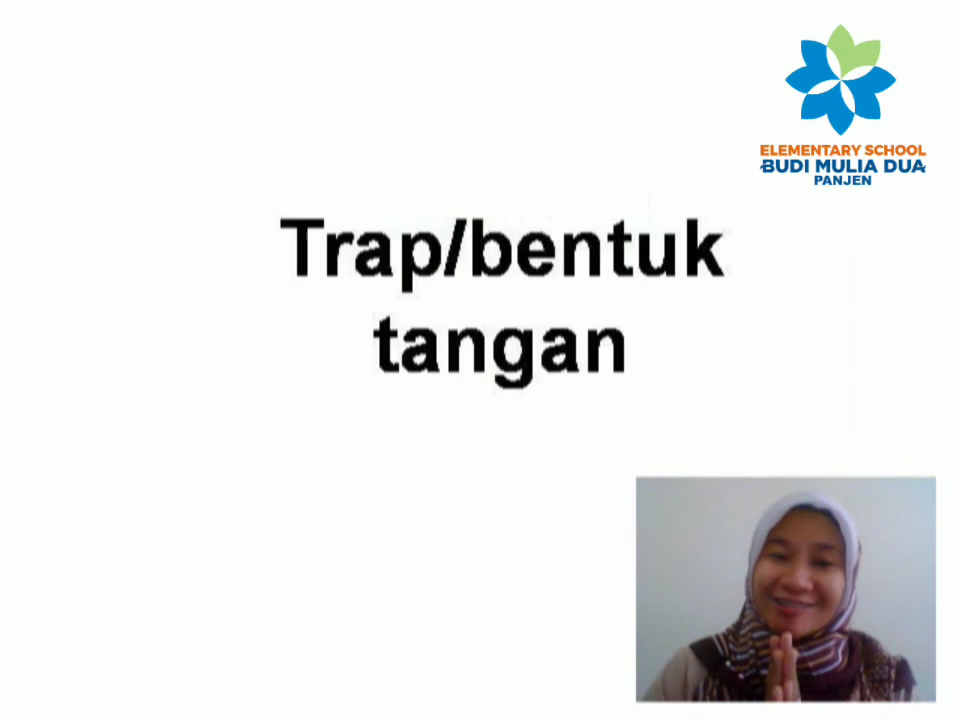 ELEMENTARY SCHOOL
BUDI MULIA DUA
PANJEN
Trap/bentuk
tangan